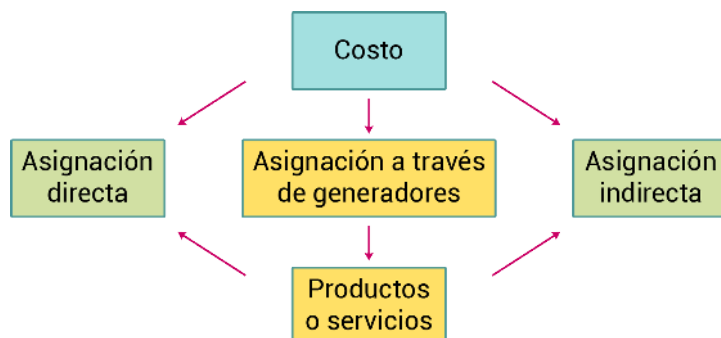 Costo
Asignación
directa
Asignación a través
de generadores
Asignación
indirecta
Productos
o servicios